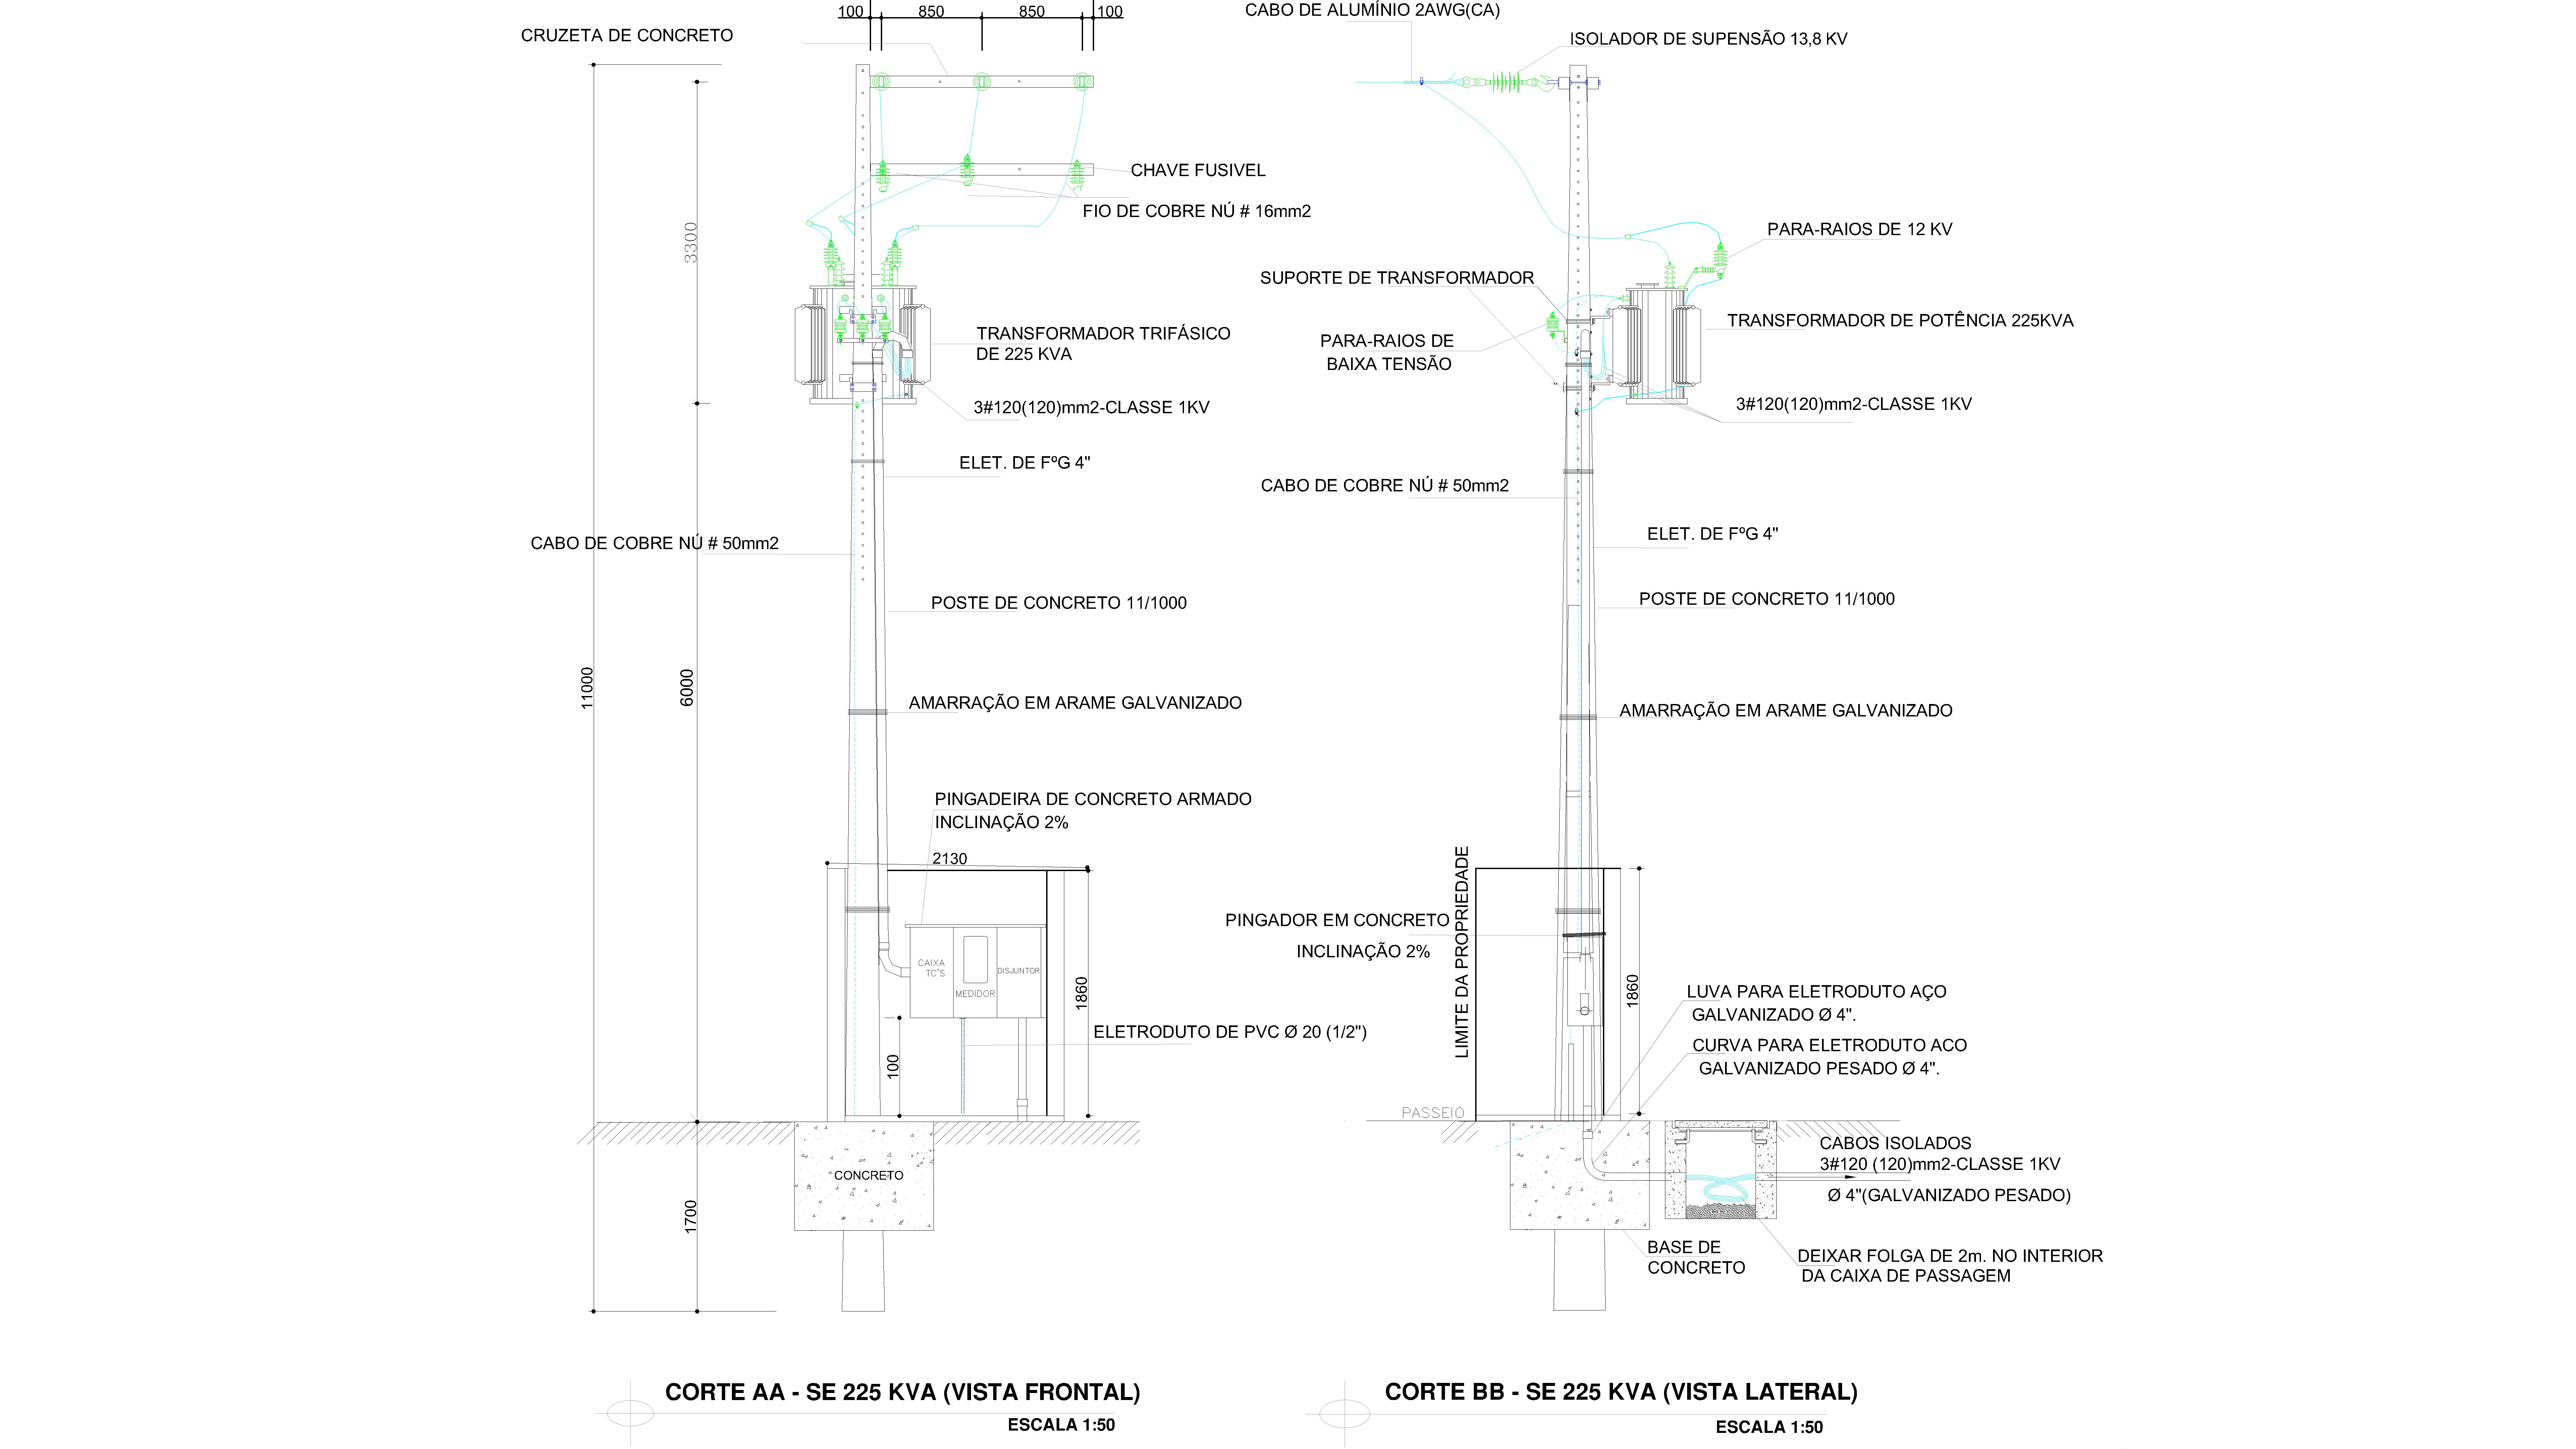 100 850 850 100
CRUZETA DE CONCRETO
CHAVE FUSIVEL
FIO DE COBRE NÚ # 16mm2
3300
TRANSFORMADOR TRIFÁSICO
DE 225 KVA
3#120(120)mm2-CLASSE 1KV
ELET. DE FºG 4"
CABO DE COBRE NÚ # 50mm2
POSTE DE CONCRETO 11/1000
11000
6000
AMARRAÇÃO EM ARAME GALVANIZADO
PINGADEIRA DE CONCRETO ARMADO
INCLINAÇÃO 2%
2130
CAIXA
TC'S
DISJUNTOR
MEDIDOR
1860
ELETRODUTO DE PVC Ø 20 (1/2")
100
CONCRETO
1700
CORTE AA - SE 225 KVA (VISTA FRONTAL)
ESCALA 1:50
CABO DE ALUMÍNIO 2AWG(CA)
ISOLADOR DE SUPENSÃO 13,8 KV
PARA-RAIOS DE 12 KV
SUPORTE DE TRANSFORMADOR
TRANSFORMADOR DE POTÊNCIA 225KVA
PARA-RAIOS DE
BAIXA TENSÃO
3#120(120)mm2-CLASSE 1KV
CABO DE COBRE NÚ # 50mm2
ELET. DE FºG 4"
POSTE DE CONCRETO 11/1000
AMARRAÇÃO EM ARAME GALVANIZADO
LIMITE DA PROPRIEDADE
PINGADOR EM CONCRETO
INCLINAÇÃO 2%
1860
LUVA PARA ELETRODUTO AÇO
GALVANIZADO Ø 4".
CURVA PARA ELETRODUTO ACO
GALVANIZADO PESADO Ø 4".
PASSEIO
CABOS ISOLADOS
3#120 (120)mm2-CLASSE 1KV
Ø 4"(GALVANIZADO PESADO)
BASE DE
CONCRETO
DEIXAR FOLGA DE 2m. NO INTERIOR
DA CAIXA DE PASSAGEM
CORTE BB - SE 225 KVA (VISTA LATERAL)
ESCALA 1:50